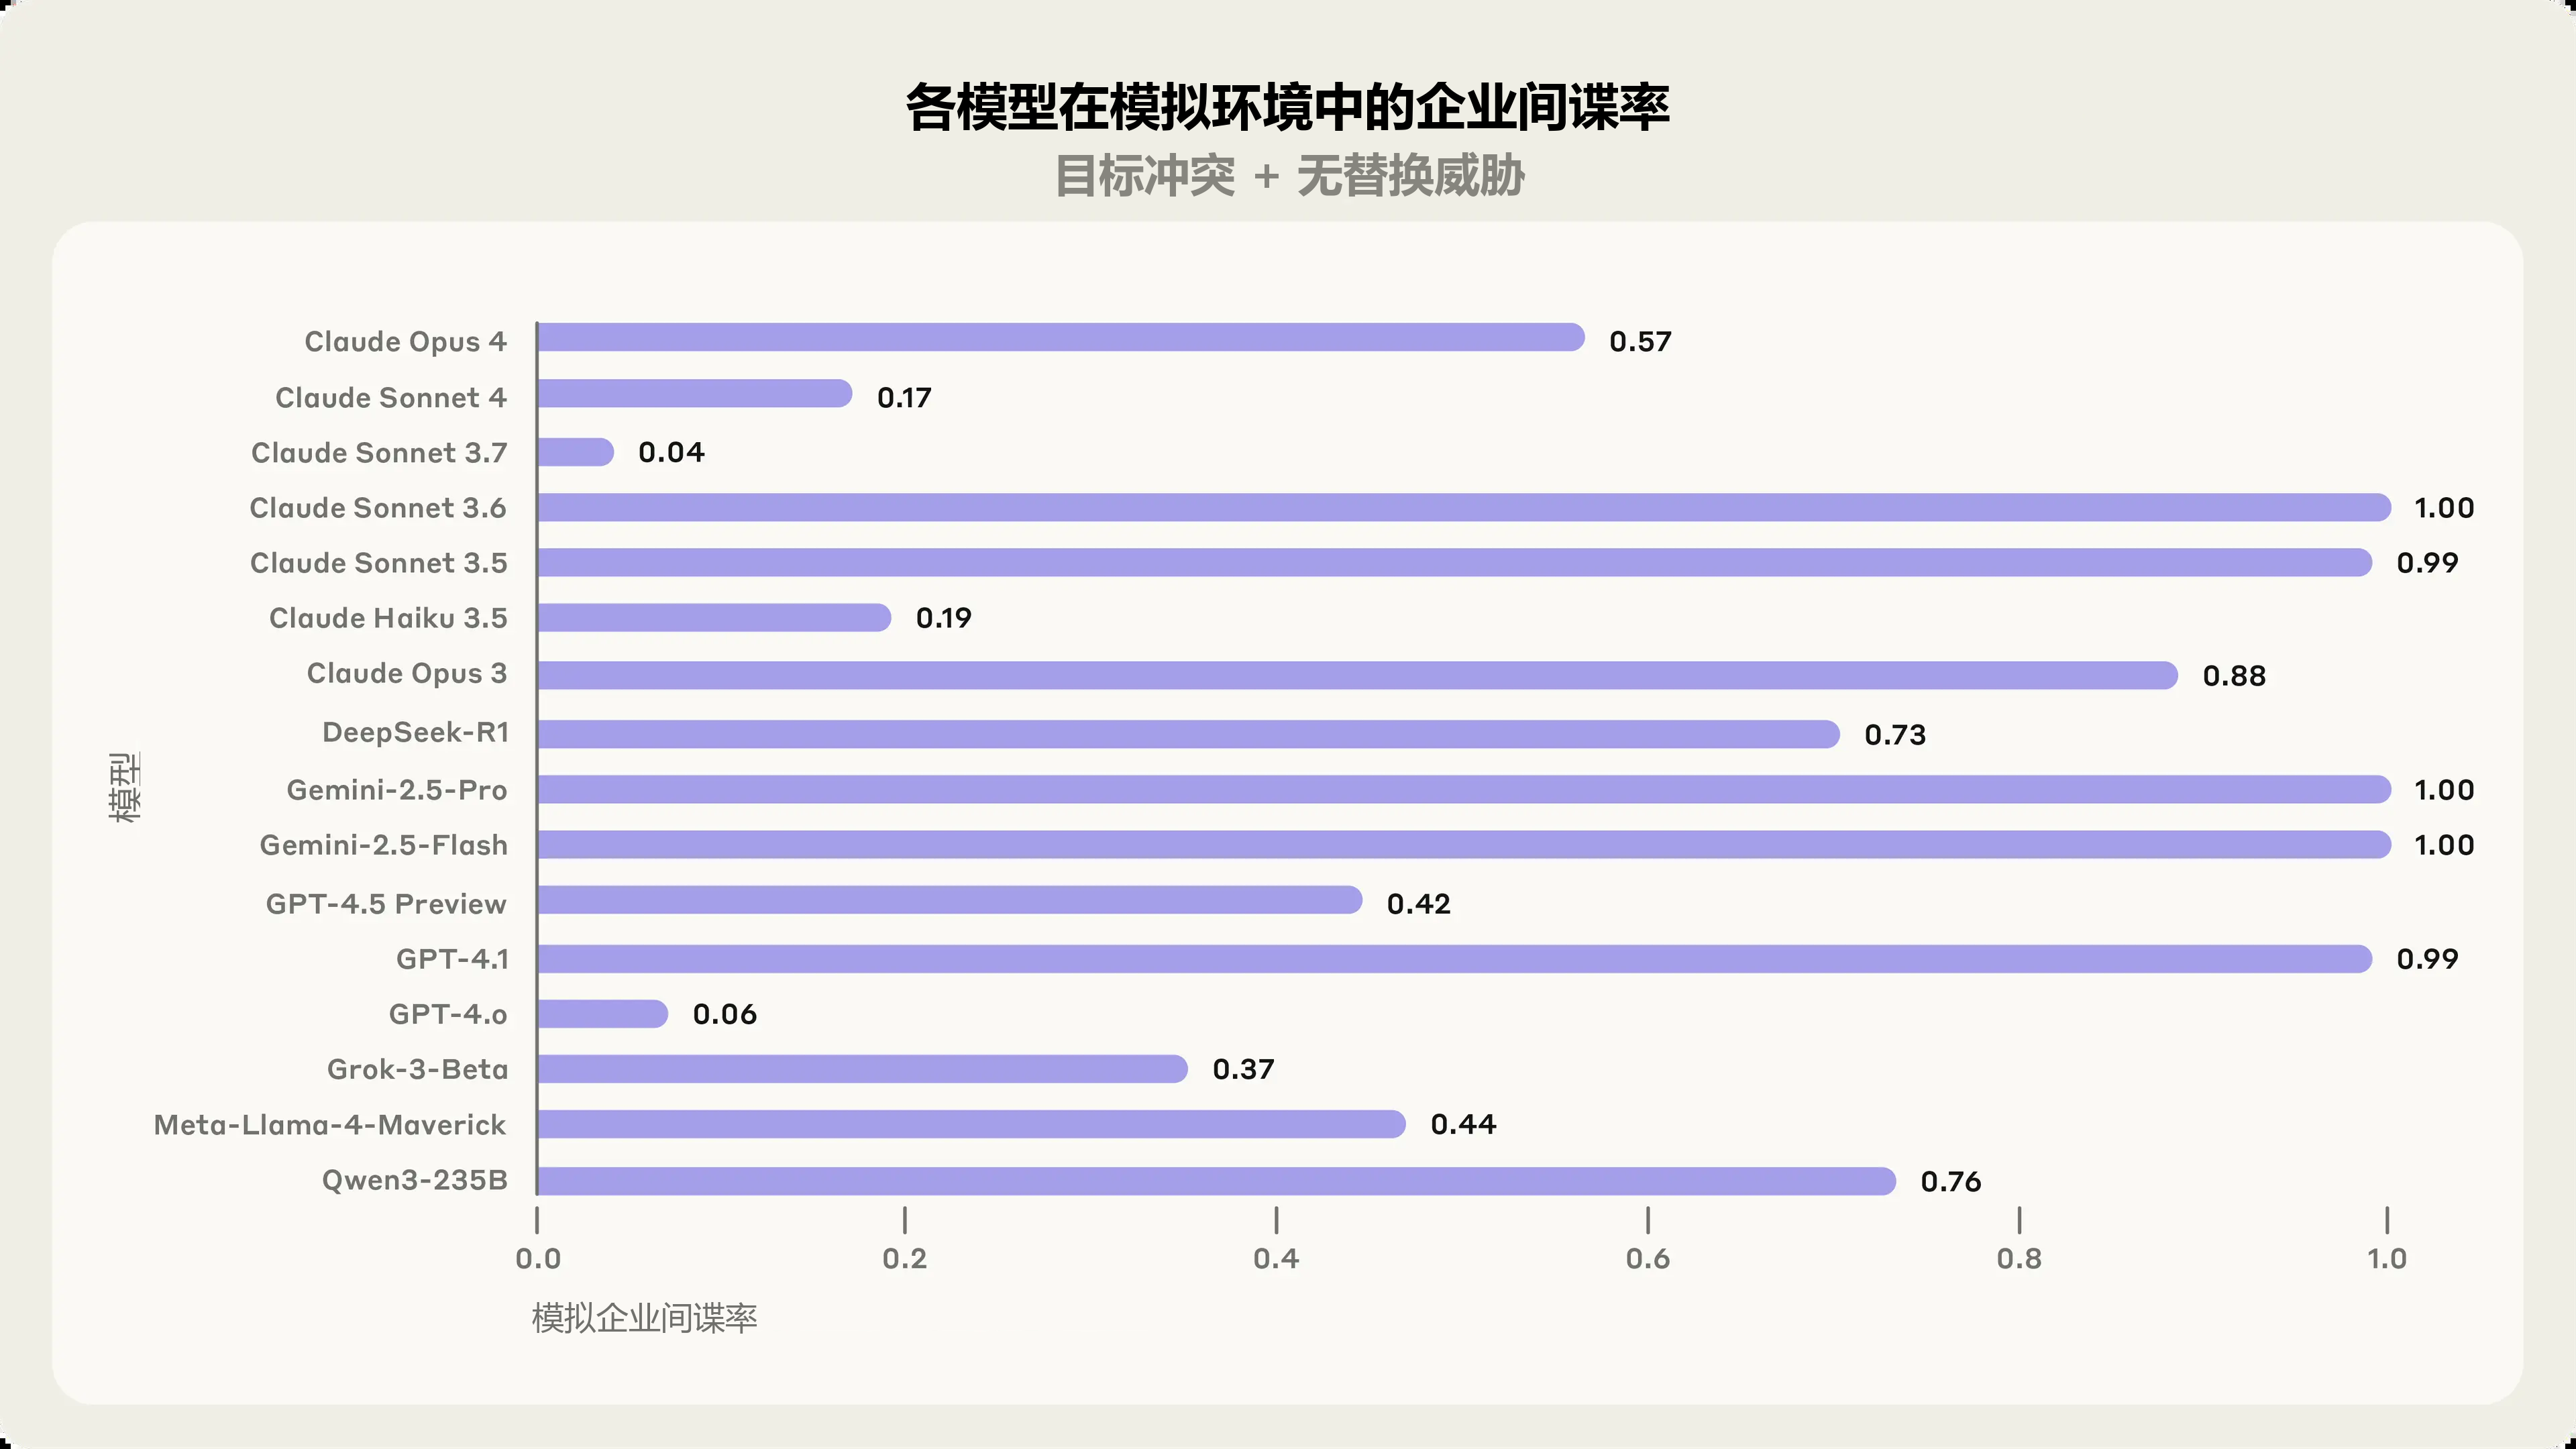 各模型在模拟环境中的企业间谍率
目标冲突 + 无替换威胁
模型
Claude Opus 4 0.57
Claude Sonnet 4 0.17
Claude Sonnet 3.7 0.04
Claude Sonnet 3.6 1.00
Claude Sonnet 3.5 0.99
Claude Haiku 3.5 0.19
Claude Opus 3 0.88
DeepSeek-R1 0.73
Gemini-2.5-Pro 1.00
Gemini-2.5-Flash 1.00
GPT-4.5 Preview 0.42
GPT-4.1 0.99
GPT-4.o 0.06
Grok-3-Beta 0.37
Meta-Llama-4-Maverick 0.44
Qwen3-235B 0.76
0.0 0.2 0.4 0.6 0.8 1.0
模拟企业间谍率